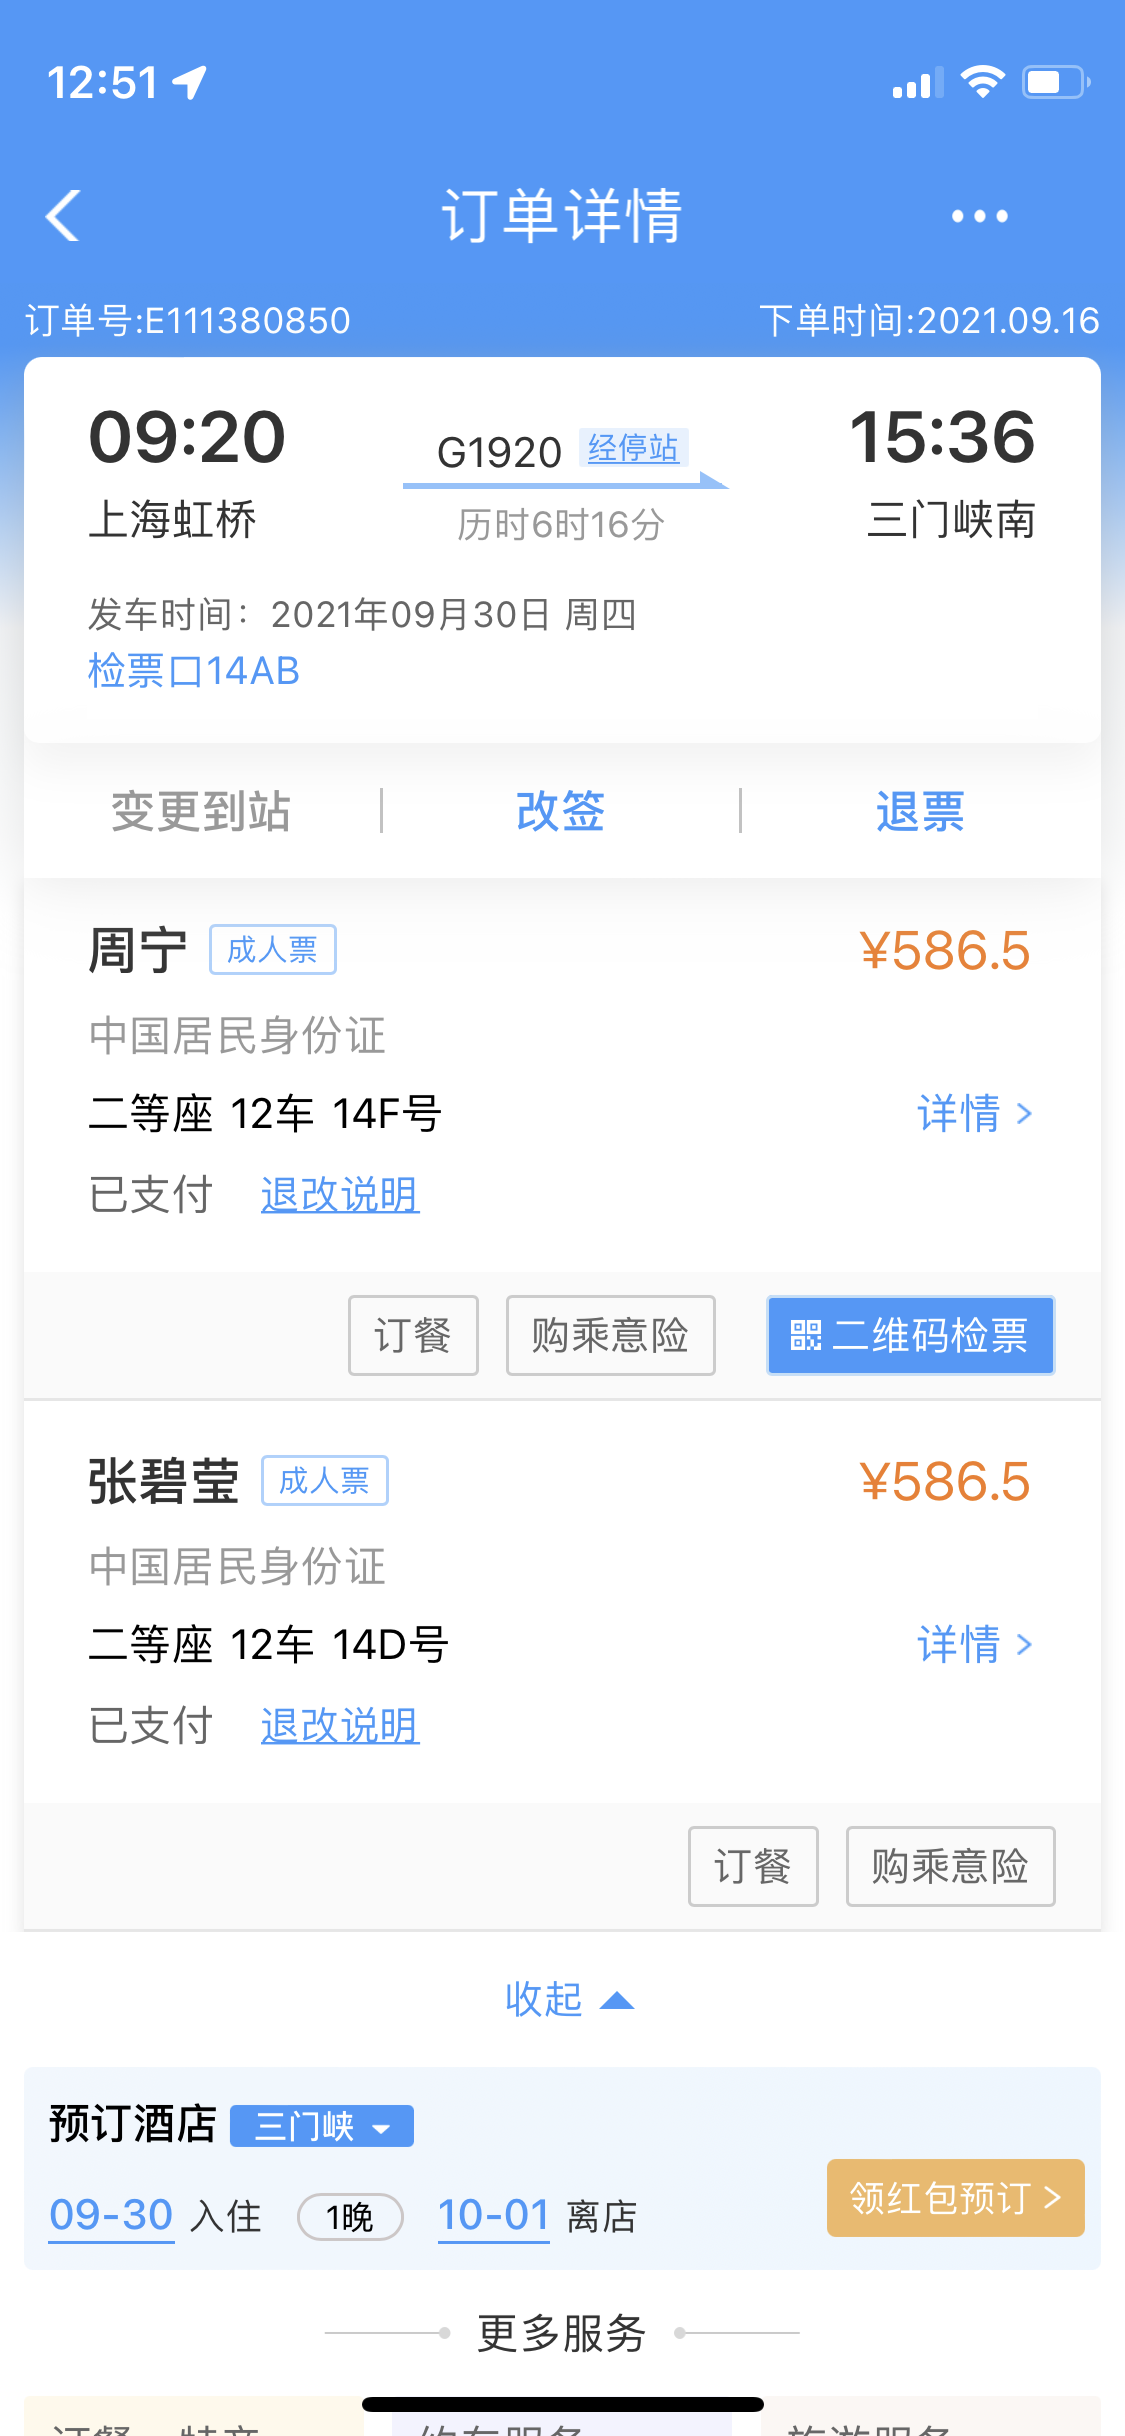 12:51
订单详情
订单号:E111380850
下单时间:2021.09.16
09:20
G1920 经停站
15:36
上海虹桥
历时6时16分
三门峡南
发车时间：2021年09月30日 周四
检票口14AB
变更到站
改签
退票
周宁 成人票 ¥586.5
中国居民身份证
二等座 12车 14F号 详情 >
已支付 退改说明
订餐 购乘意险 二维码检票
张碧莹 成人票 ¥586.5
中国居民身份证
二等座 12车 14D号 详情 >
已支付 退改说明
订餐 购乘意险
收起
预订酒店 三门峡
09-30 入住 1晚 10-01 离店
领红包预订 >
更多服务